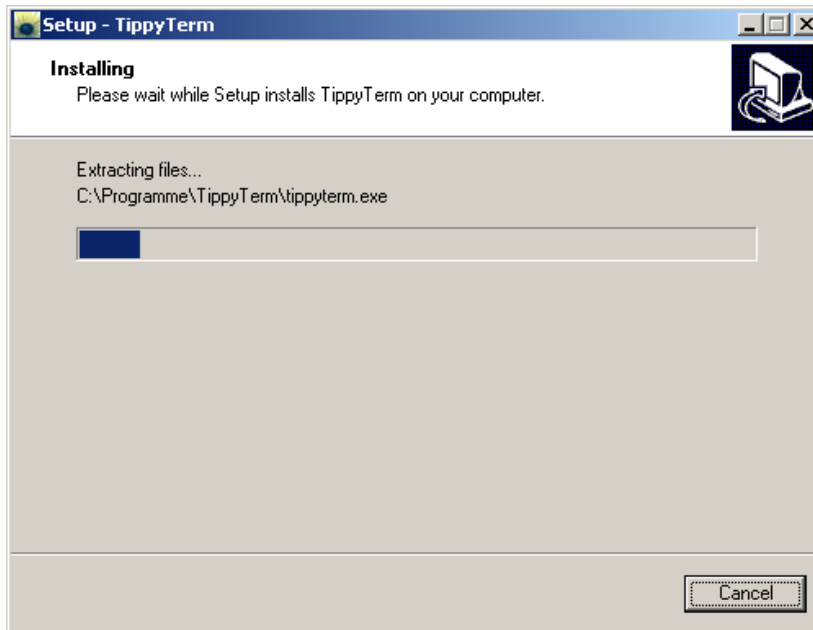 Setup - TippyTerm
Installing
Please wait while Setup installs TippyTerm on your computer.
Extracting files...
C:\Programme\TippyTerm\tippyterm.exe
Cancel